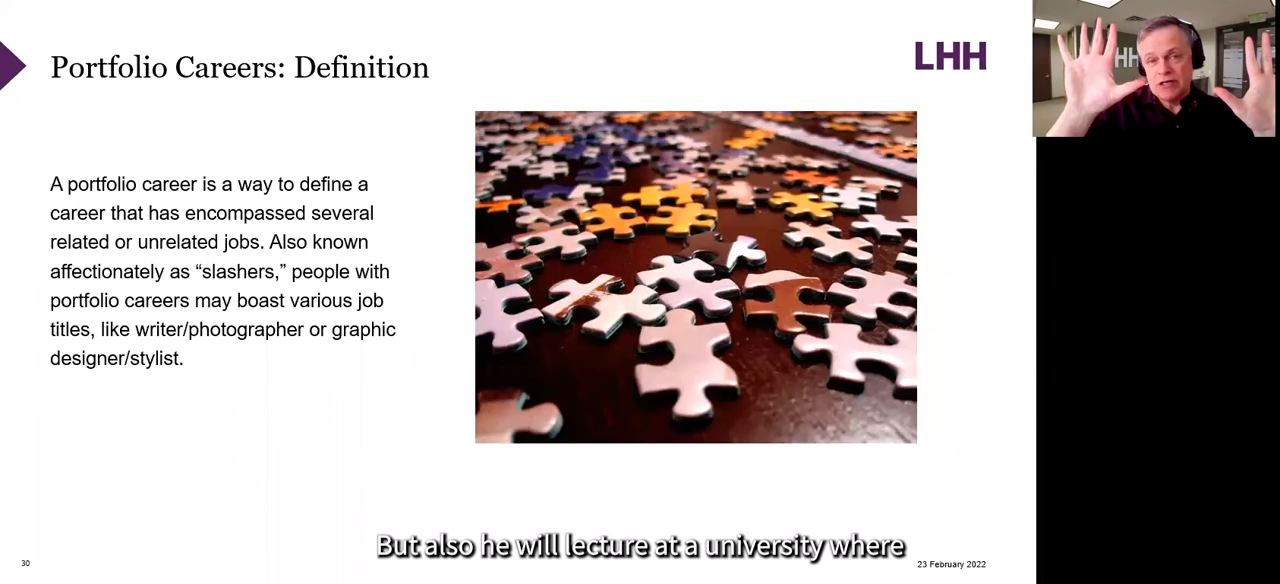 Portfolio Careers: Definition
LHH
A portfolio career is a way to define a
career that has encompassed several
related or unrelated jobs. Also known
affectionately as “slashers,” people with
portfolio careers may boast various job
titles, like writer/photographer or graphic
designer/stylist.
But also he will lecture at a university where
30
23 February 2022